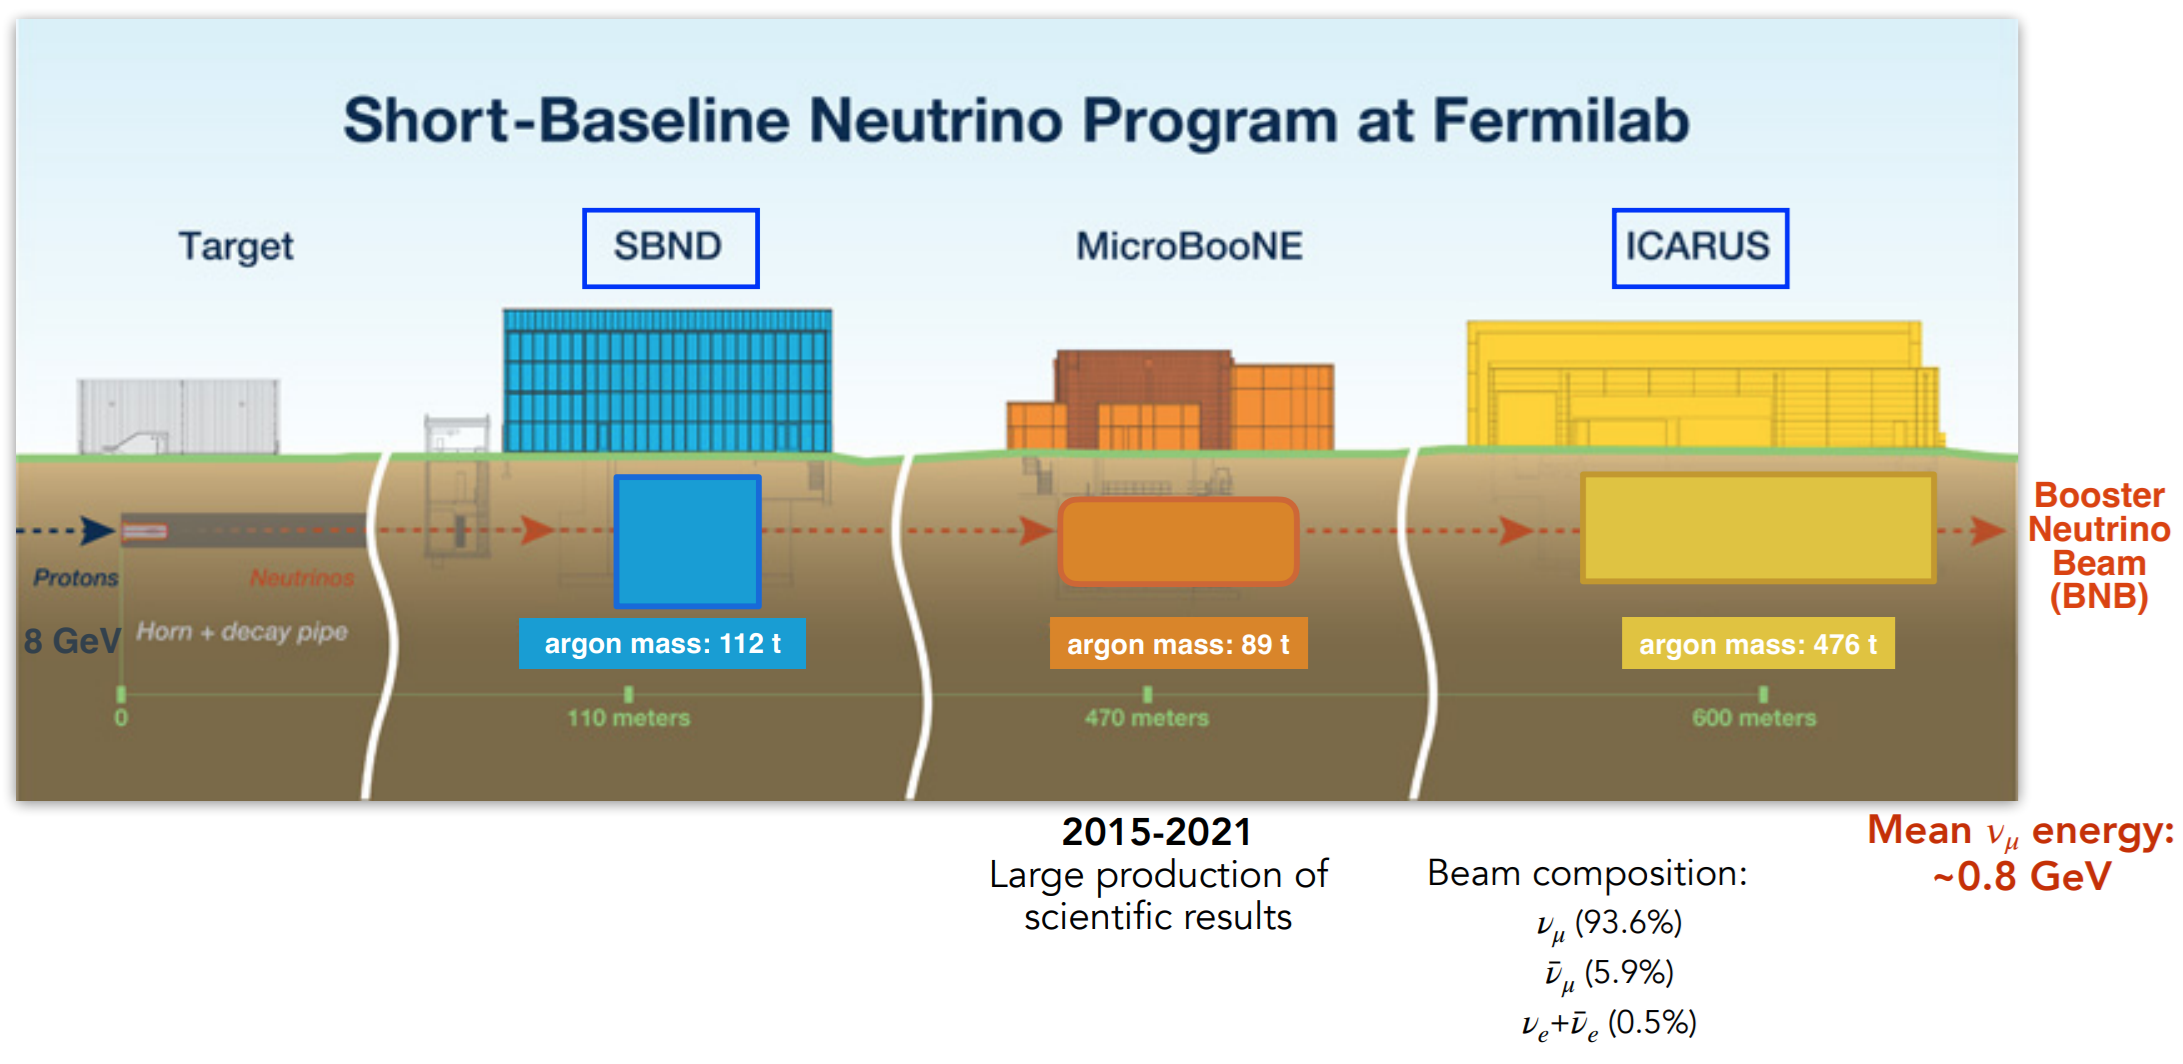 Short-Baseline Neutrino Program at Fermilab
Target
SBND
MicroBooNE
ICARUS
Protons
Neutrinos
8 GeV
Horn + decay pipe
argon mass: 112 t
argon mass: 89 t
argon mass: 476 t
0
110 meters
470 meters
600 meters
Booster
Neutrino
Beam
(BNB)
2015-2021
Large production of
scientific results
Beam composition:
νμ (93.6%)
ν̄μ (5.9%)
νe+ν̄e (0.5%)
Mean νμ energy:
~0.8 GeV